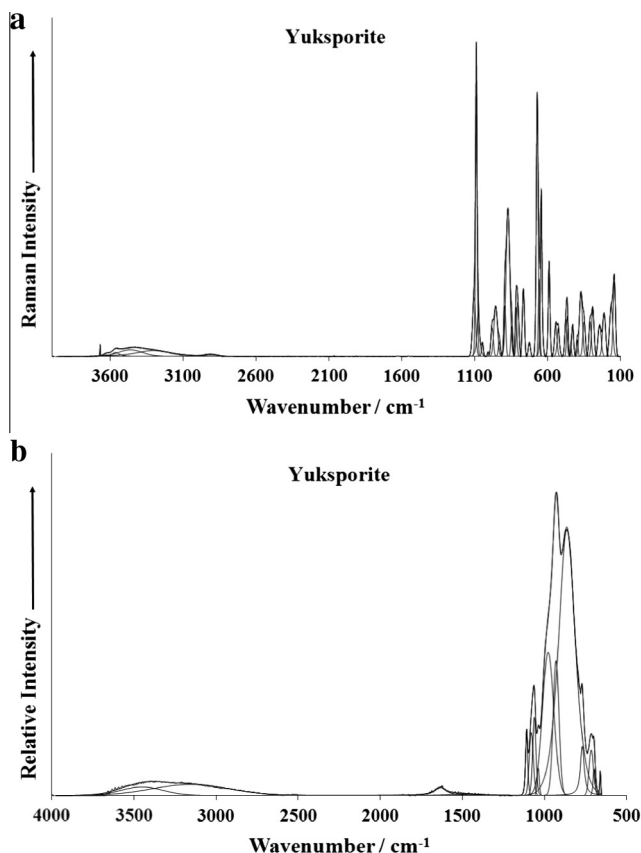 a
Yuksporite
Raman Intensity
3600 3100 2600 2100 1600 1100 600 100
Wavenumber / cm⁻¹
b
Yuksporite
Relative Intensity
4000 3500 3000 2500 2000 1500 1000 500
Wavenumber / cm⁻¹